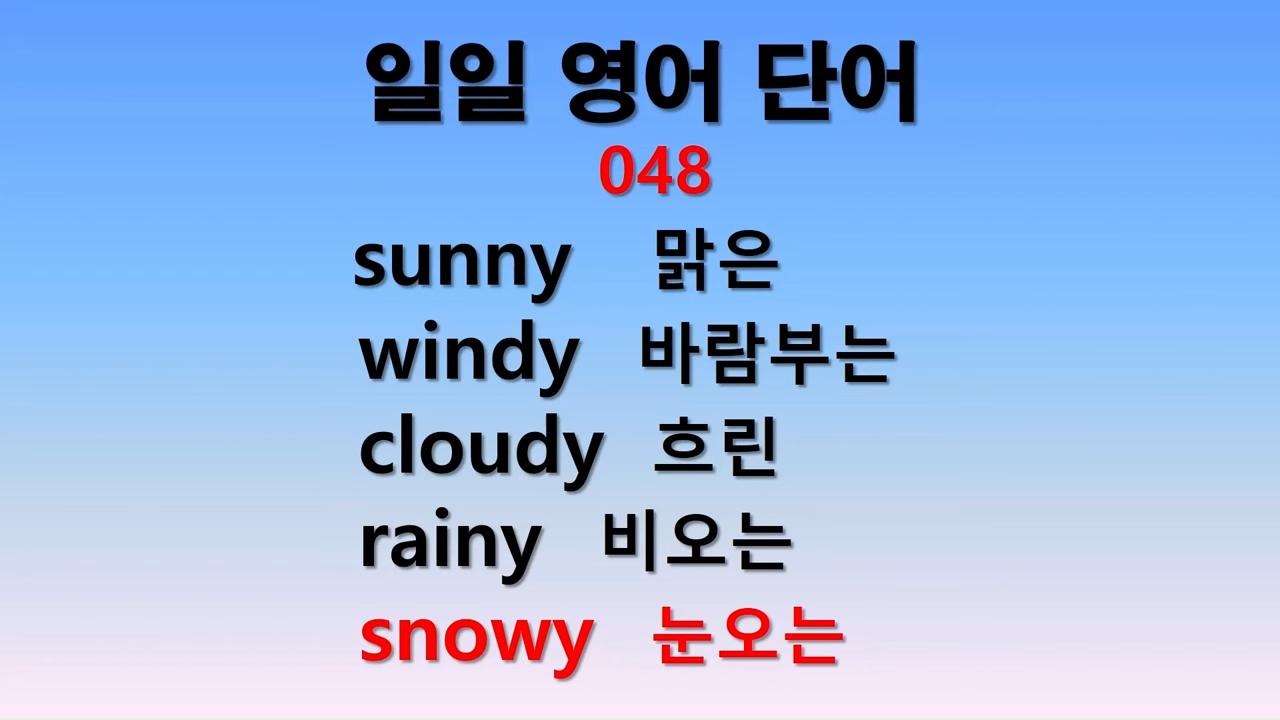 일일 영어 단어
048
sunny 맑은
windy 바람부는
cloudy 흐린
rainy 비오는
snowy 눈오는